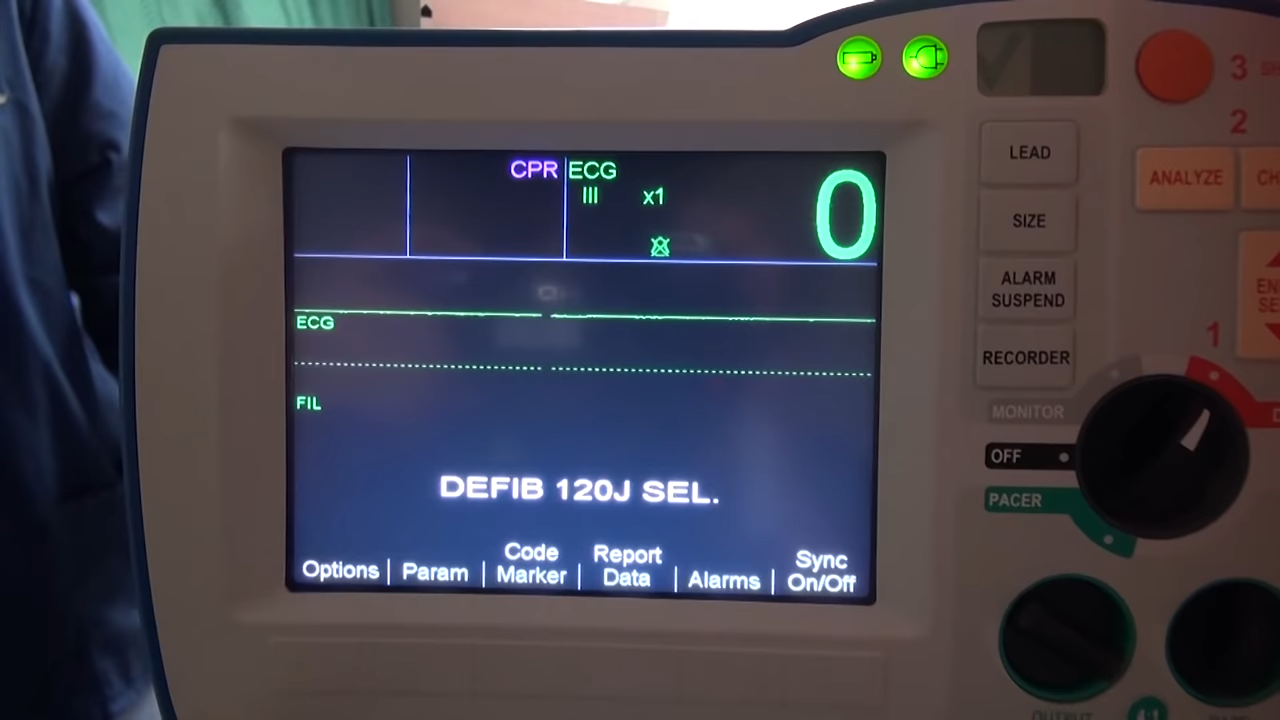 CPR
ECG
III
x1
0
ECG
FIL
DEFIB 120J SEL.
Options
Param
Code
Marker
Report
Data
Alarms
Sync
On/Off
LEAD
SIZE
ALARM
SUSPEND
RECORDER
MONITOR
OFF
PACER
3
2
ANALYZE
1